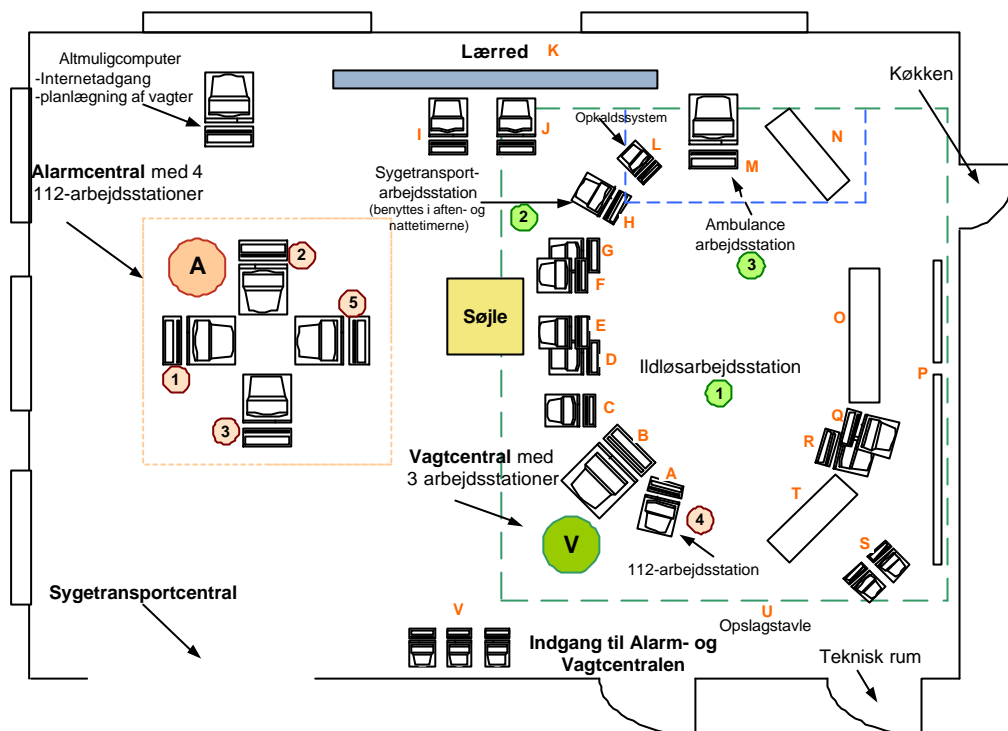 Lærred K
Altmuligcomputer
-Internetadgang
-planlægning af vagter
Køkken
I
J
Opkaldssystem
L
M
N
Alarmcentral med 4
112-arbejdsstationer
Sygetransport-
arbejdsstation
(benyttes i aften- og
nattetimerne)
2
H
Ambulance
arbejdsstation
3
A
2
G
F
5
Søjle
E
D
O
1
Ildløsarbejdsstation
1
P
3
C
Q
B
R
Vagtcentral med
3 arbejdsstationer
A
T
4
V
S
112-arbejdsstation
Sygetransportcentral
V
U
Opslagstavle
Indgang til Alarm- og
Vagtcentralen
Teknisk rum